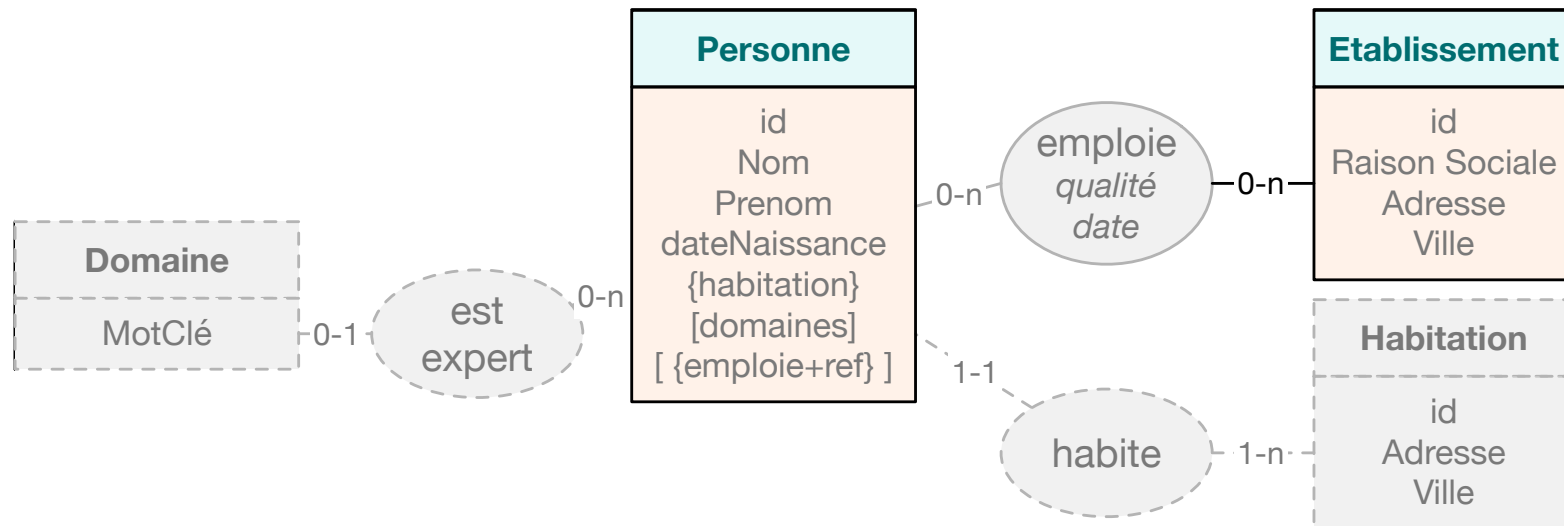 Personne
id
Nom
Prenom
dateNaissance
{habitation}
[domaines]
[ {emploie+ref} ]
Etablissement
id
Raison Sociale
Adresse
Ville
emploie
qualité
date
0-n
0-n
Domaine
MotClé
0-1
est
expert
0-n
1-1
habite
1-n
Habitation
id
Adresse
Ville